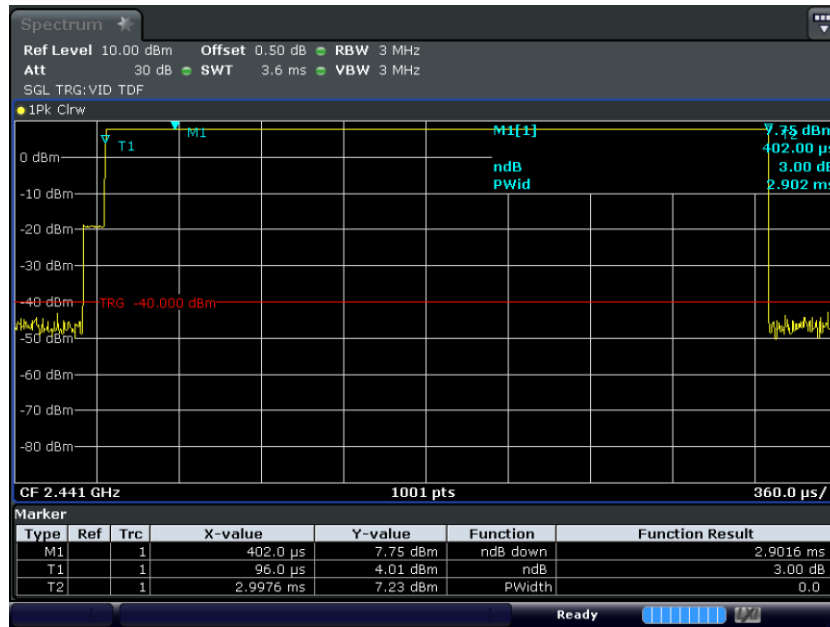 Spectrum
Ref Level 10.00 dBm Offset 0.50 dB RBW 3 MHz
Att 30 dB SWT 3.6 ms VBW 3 MHz
SGL TRG:VID TDF
1Pk Clrw
M1[1] 7.75 dBm
402.00 µs
ndB 3.00 dB
PWid 2.902 ms
T1
M1
T2
0 dBm
-10 dBm
-20 dBm
-30 dBm
-40 dBm
TRG -40.000 dBm
-50 dBm
-60 dBm
-70 dBm
-80 dBm
CF 2.441 GHz 1001 pts 360.0 µs/
Marker
Type Ref Trc X-value Y-value Function Function Result
M1 1 402.0 µs 7.75 dBm ndB down 2.9016 ms
T1 1 96.0 µs 4.01 dBm ndB 3.00 dB
T2 1 2.9976 ms 7.23 dBm PWidth 0.0
Ready